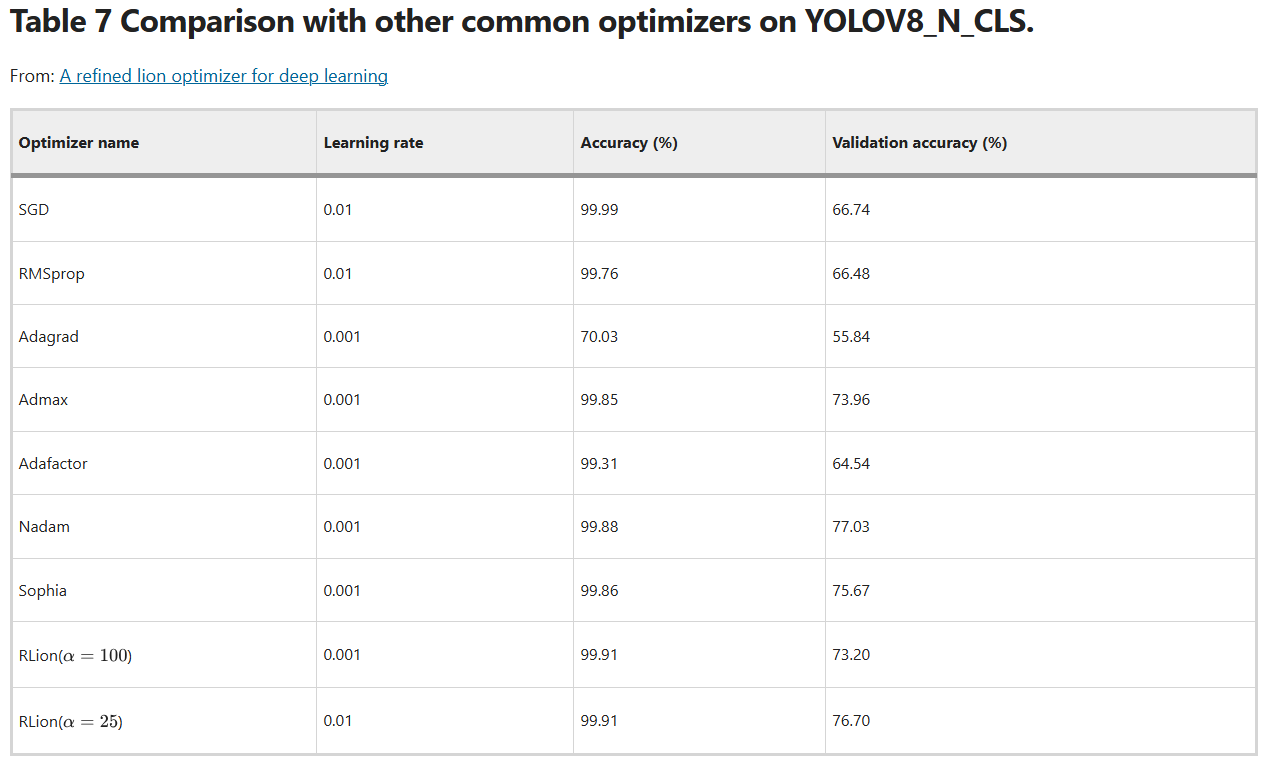 Table 7 Comparison with other common optimizers on YOLOV8_N_CLS.
From: A refined lion optimizer for deep learning
Optimizer name Learning rate Accuracy (%) Validation accuracy (%)
SGD 0.01 99.99 66.74
RMSprop 0.01 99.76 66.48
Adagrad 0.001 70.03 55.84
Admax 0.001 99.85 73.96
Adafactor 0.001 99.31 64.54
Nadam 0.001 99.88 77.03
Sophia 0.001 99.86 75.67
RLion(α = 100) 0.001 99.91 73.20
RLion(α = 25) 0.01 99.91 76.70